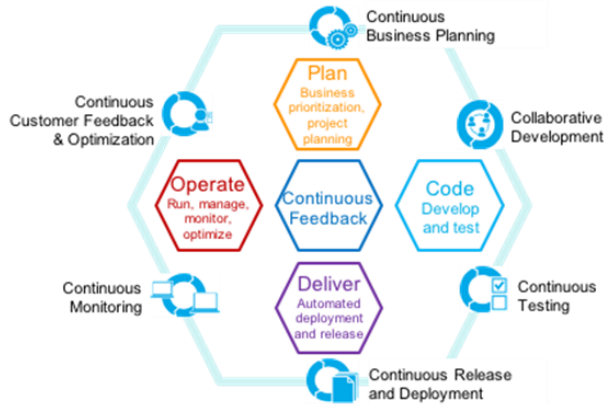 Continuous
Business Planning
Plan
Business
prioritization,
project
planning
Continuous
Customer Feedback
& Optimization
Collaborative
Development
Operate
Run, manage,
monitor,
optimize
Continuous
Feedback
Code
Develop
and test
Continuous
Monitoring
Deliver
Automated
deployment
and release
Continuous
Testing
Continuous Release
and Deployment